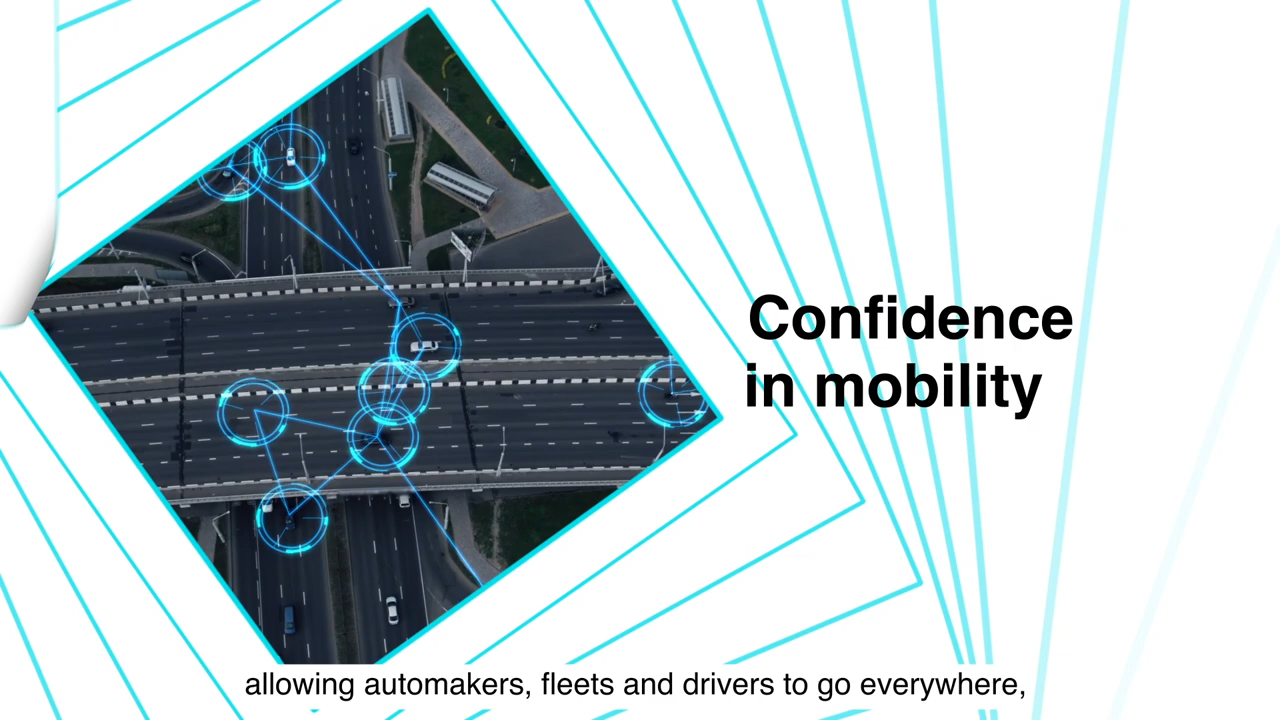 Confidence
in mobility
allowing automakers, fleets and drivers to go everywhere,